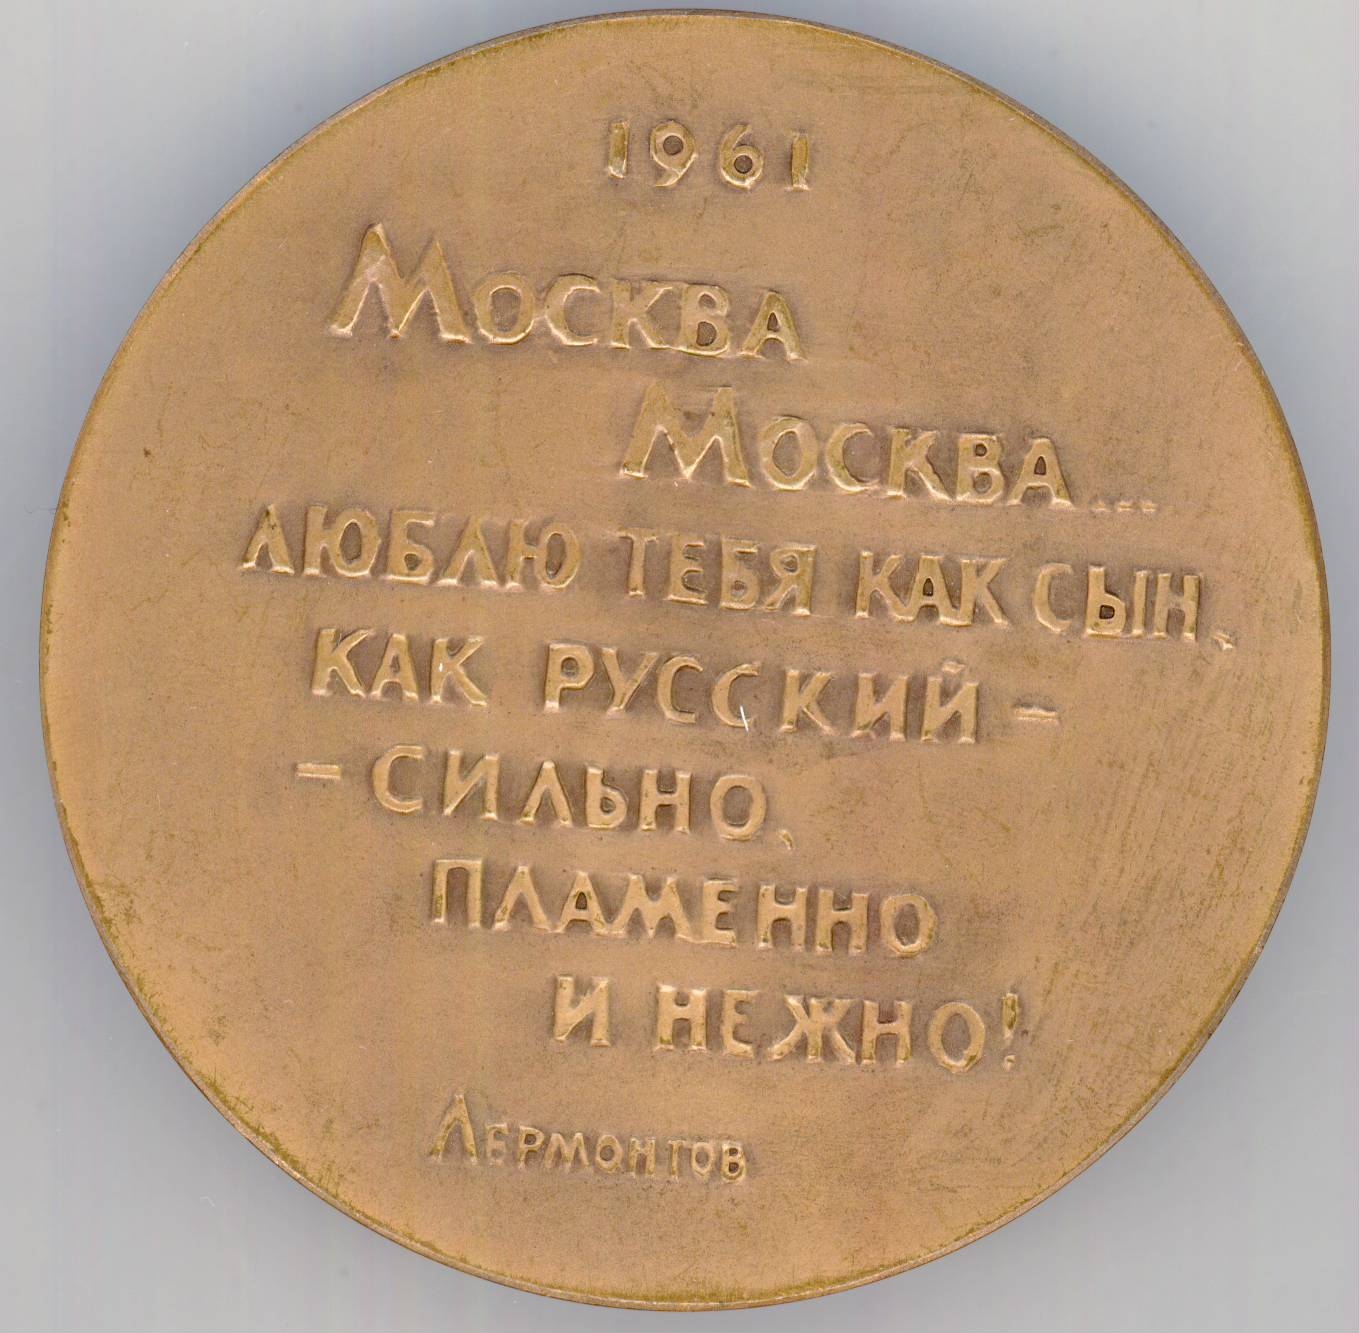 1961
Москва
Москва...
люблю тебя как сын,
как русский -
- сильно,
пламенно
и нежно!
Лермонтов